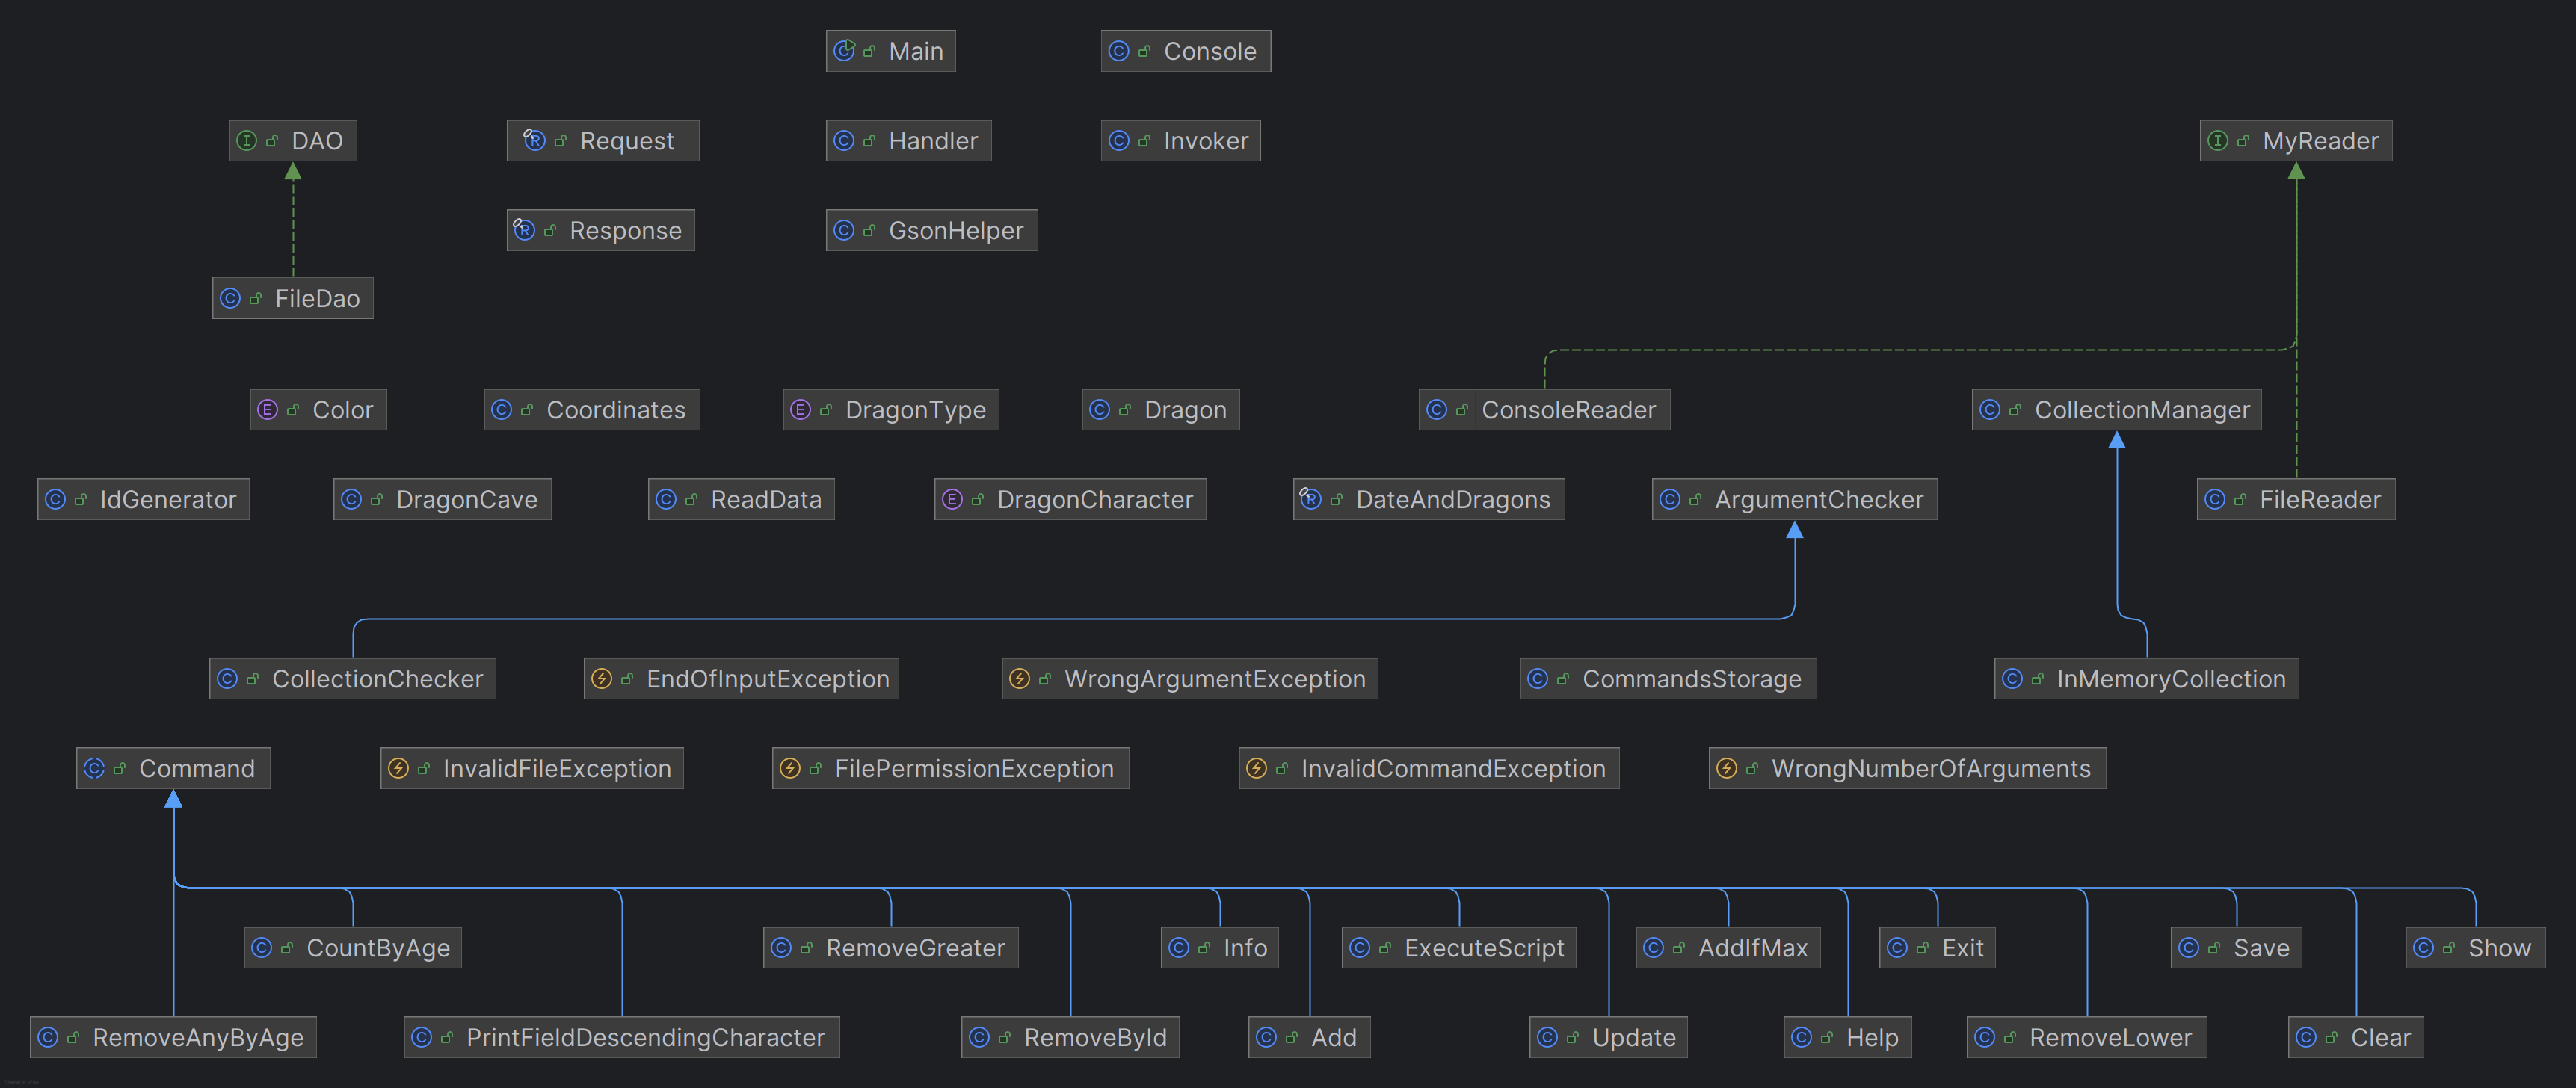 Main
Console
DAO
Request
Handler
Invoker
MyReader
Response
GsonHelper
FileDao
Color
Coordinates
DragonType
Dragon
ConsoleReader
CollectionManager
IdGenerator
DragonCave
ReadData
DragonCharacter
DateAndDragons
ArgumentChecker
FileReader
CollectionChecker
EndOfInputException
WrongArgumentException
CommandsStorage
InMemoryCollection
Command
InvalidFileException
FilePermissionException
InvalidCommandException
WrongNumberOfArguments
CountByAge
RemoveGreater
Info
ExecuteScript
AddIfMax
Exit
Save
Show
RemoveAnyByAge
PrintFieldDescendingCharacter
RemoveById
Add
Update
Help
RemoveLower
Clear